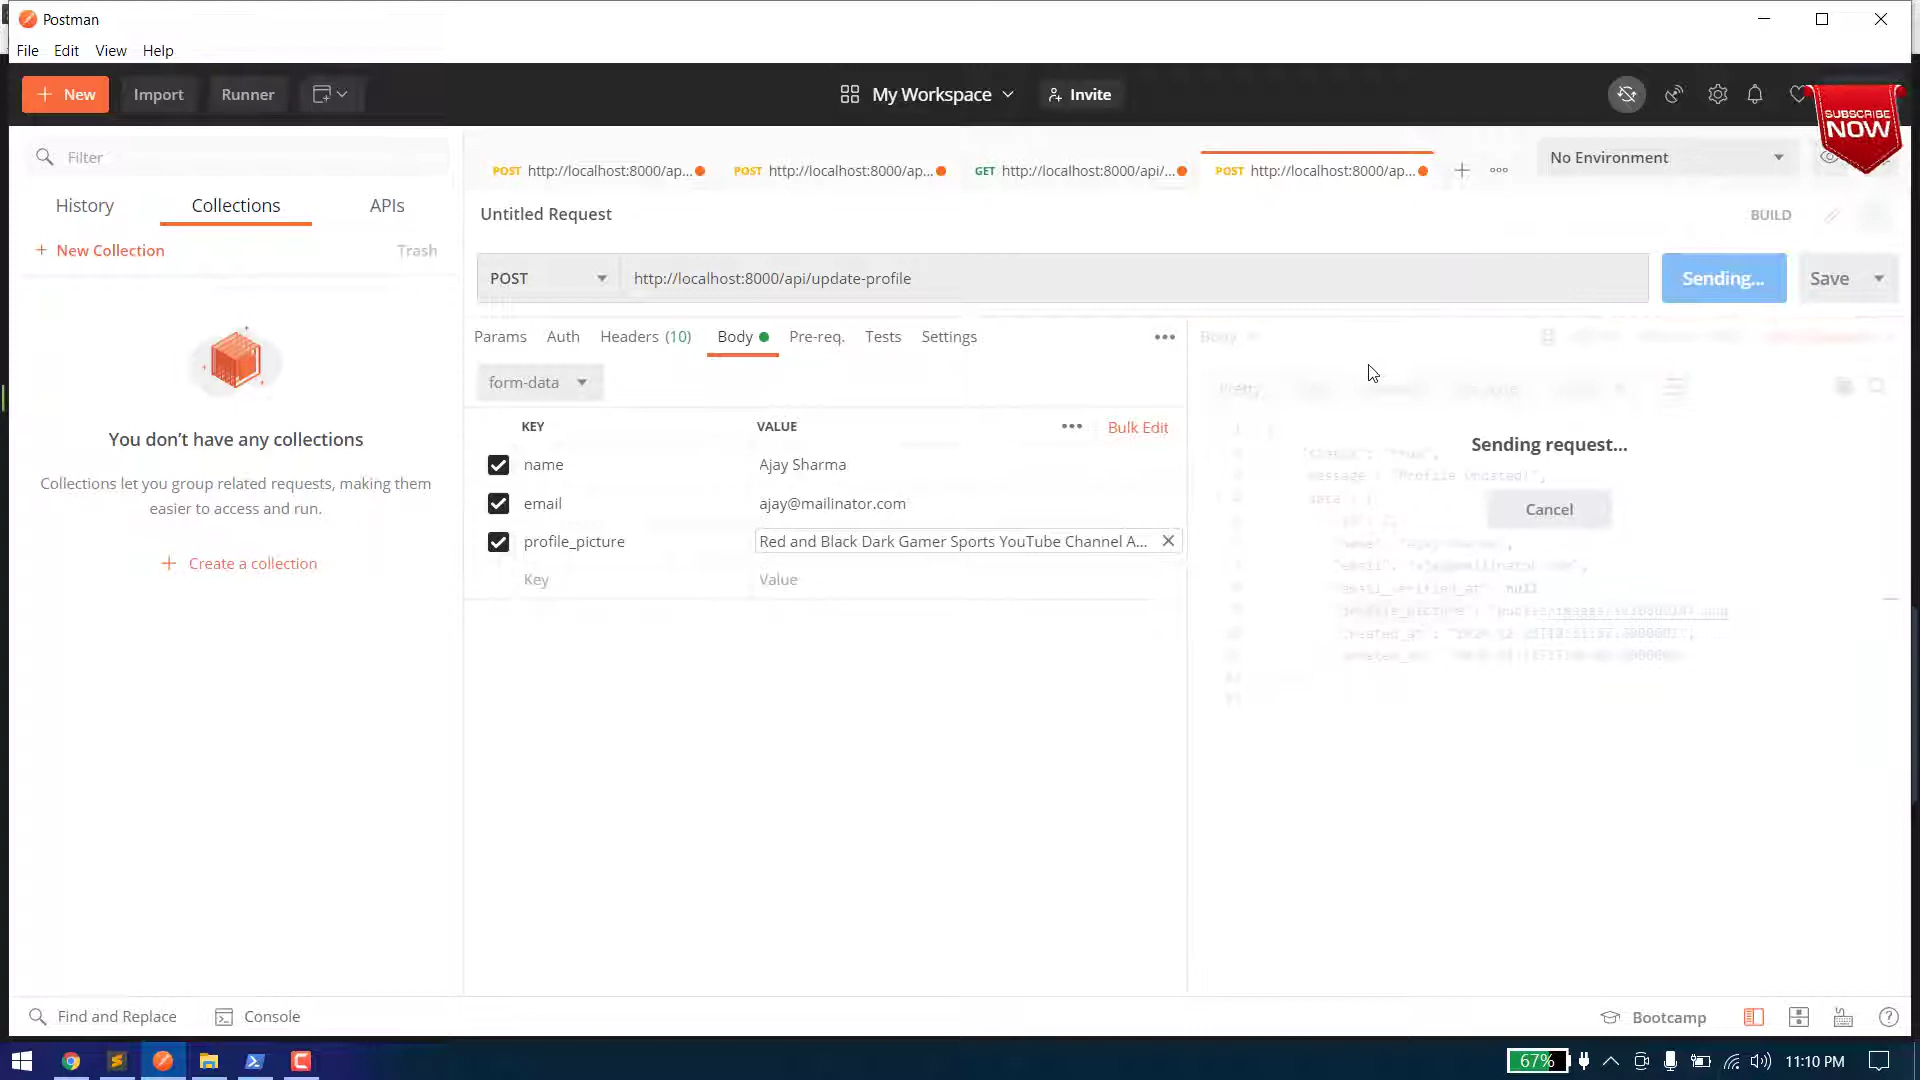 Postman
File Edit View Help
New Import Runner My Workspace Invite
SUBSCRIBE
NOW
Filter
POST http://localhost:8000/ap... POST http://localhost:8000/ap... GET http://localhost:8000/api/... POST http://localhost:8000/ap... No Environment
History Collections APIs
Untitled Request BUILD
+ New Collection Trash
POST http://localhost:8000/api/update-profile Sending... Save
Params Auth Headers (10) Body Pre-req. Tests Settings Body
form-data Pretty
KEY VALUE Bulk Edit
You don't have any collections
Collections let you group related requests, making them
easier to access and run.
+ Create a collection
name Ajay Sharma
email ajay@mailinator.com
profile_picture Red and Black Dark Gamer Sports YouTube Channel A...
Key Value
Sending request...
Cancel
"Profile Updated!",
null
Find and Replace Console Bootcamp
67% 11:10 PM